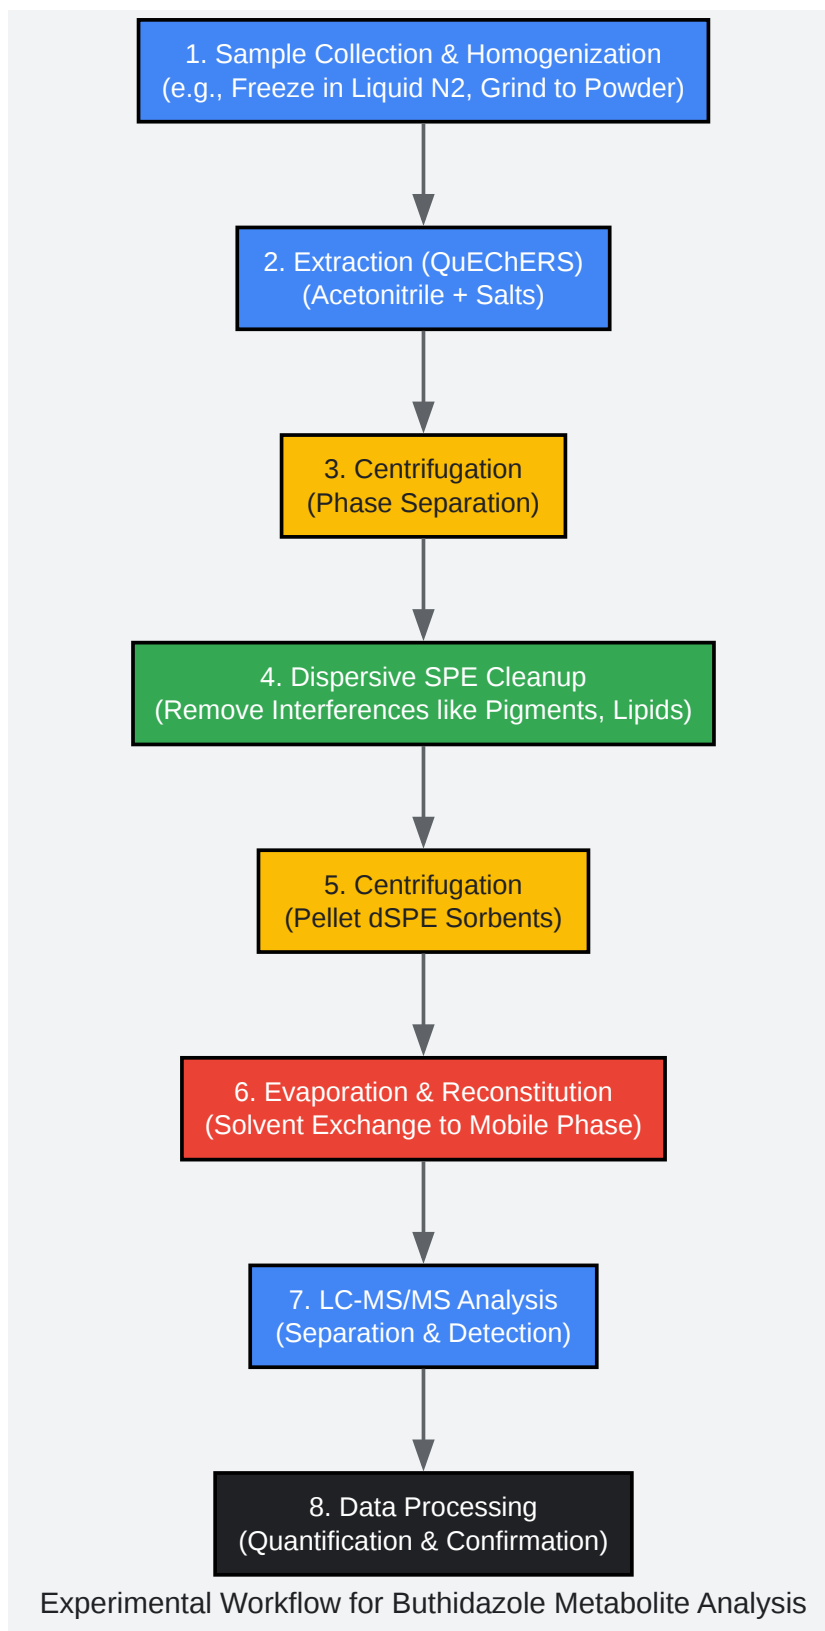 1. Sample Collection & Homogenization
(e.g., Freeze in Liquid N2, Grind to Powder)
2. Extraction (QuEChERS)
(Acetonitrile + Salts)
3. Centrifugation
(Phase Separation)
4. Dispersive SPE Cleanup
(Remove Interferences like Pigments, Lipids)
5. Centrifugation
(Pellet dSPE Sorbents)
6. Evaporation & Reconstitution
(Solvent Exchange to Mobile Phase)
7. LC-MS/MS Analysis
(Separation & Detection)
8. Data Processing
(Quantification & Confirmation)
Experimental Workflow for Buthidazole Metabolite Analysis